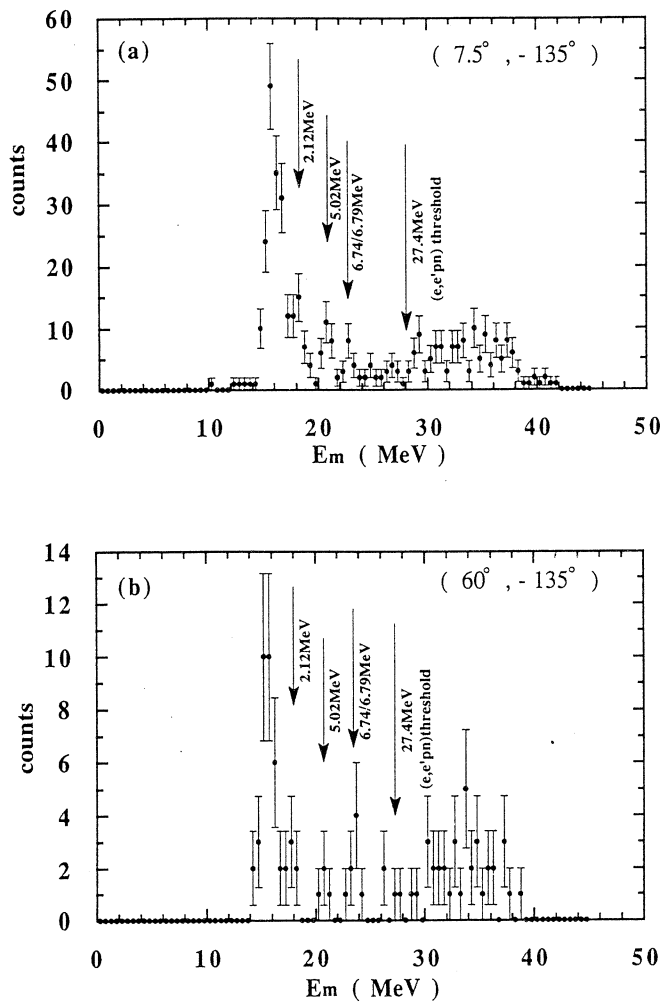 60
50
40
30
20
10
0
counts
(a)
( 7.5° , - 135° )
2.12MeV
5.02MeV
6.74/6.79MeV
27.4MeV
(e,e'pn) threshold
0 10 20 30 40 50
Em ( MeV )
14
12
10
8
6
4
2
0
counts
(b)
( 60° , - 135° )
2.12MeV
5.02MeV
6.74/6.79MeV
27.4MeV
(e,e'pn)threshold
0 10 20 30 40 50
Em ( MeV )